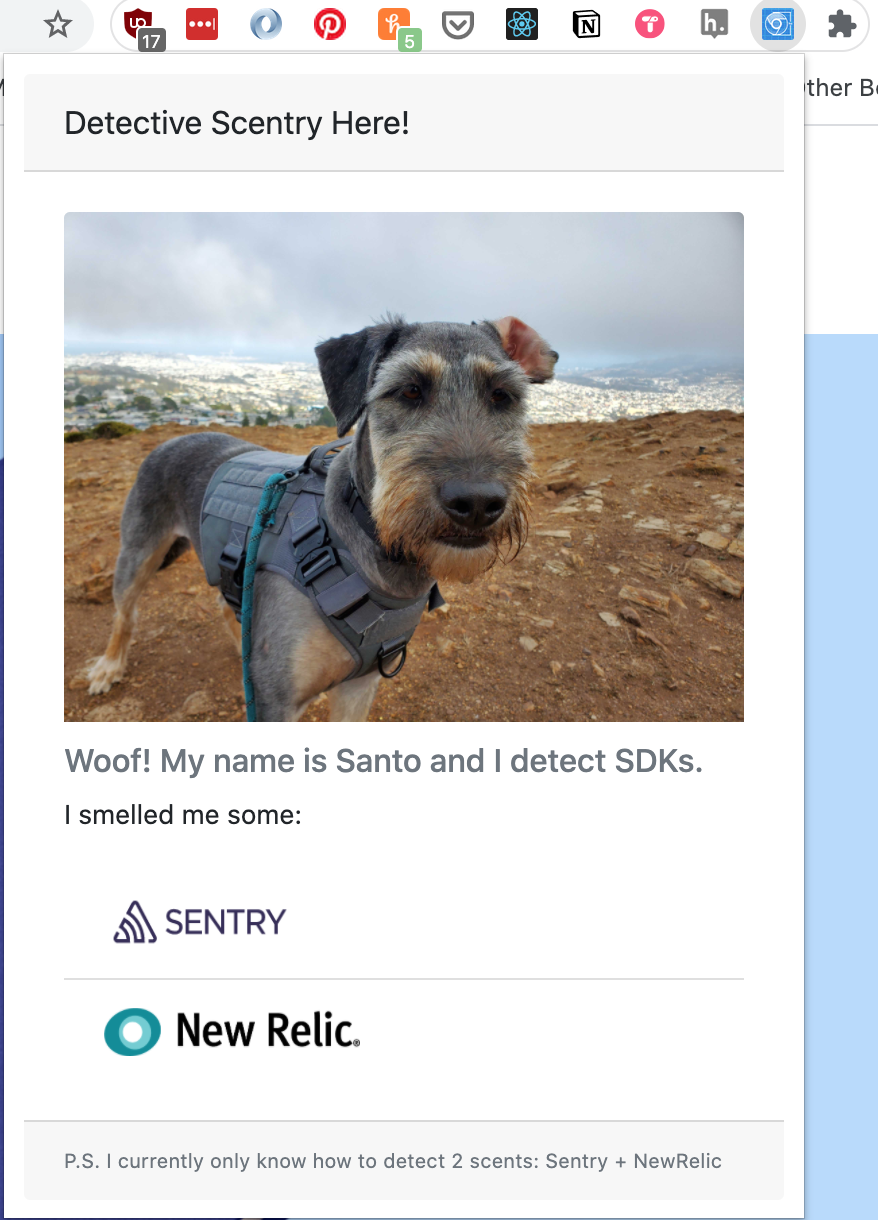 17
5
N
h.
ther B
Detective Scentry Here!
Woof! My name is Santo and I detect SDKs.
I smelled me some:
SENTRY
New Relic®
P.S. I currently only know how to detect 2 scents: Sentry + NewRelic